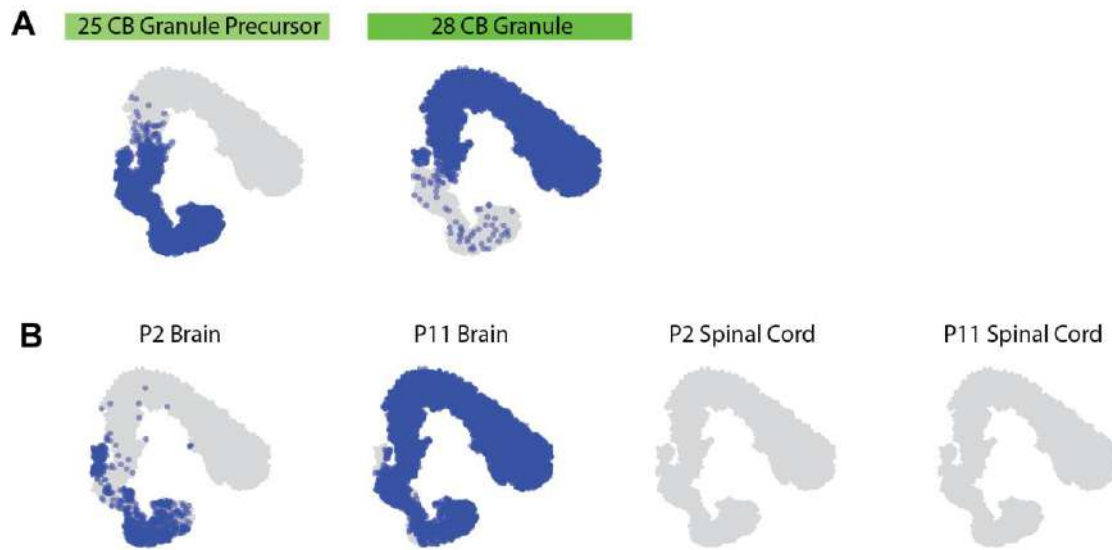 A
25 CB Granule Precursor
28 CB Granule
B
P2 Brain
P11 Brain
P2 Spinal Cord
P11 Spinal Cord